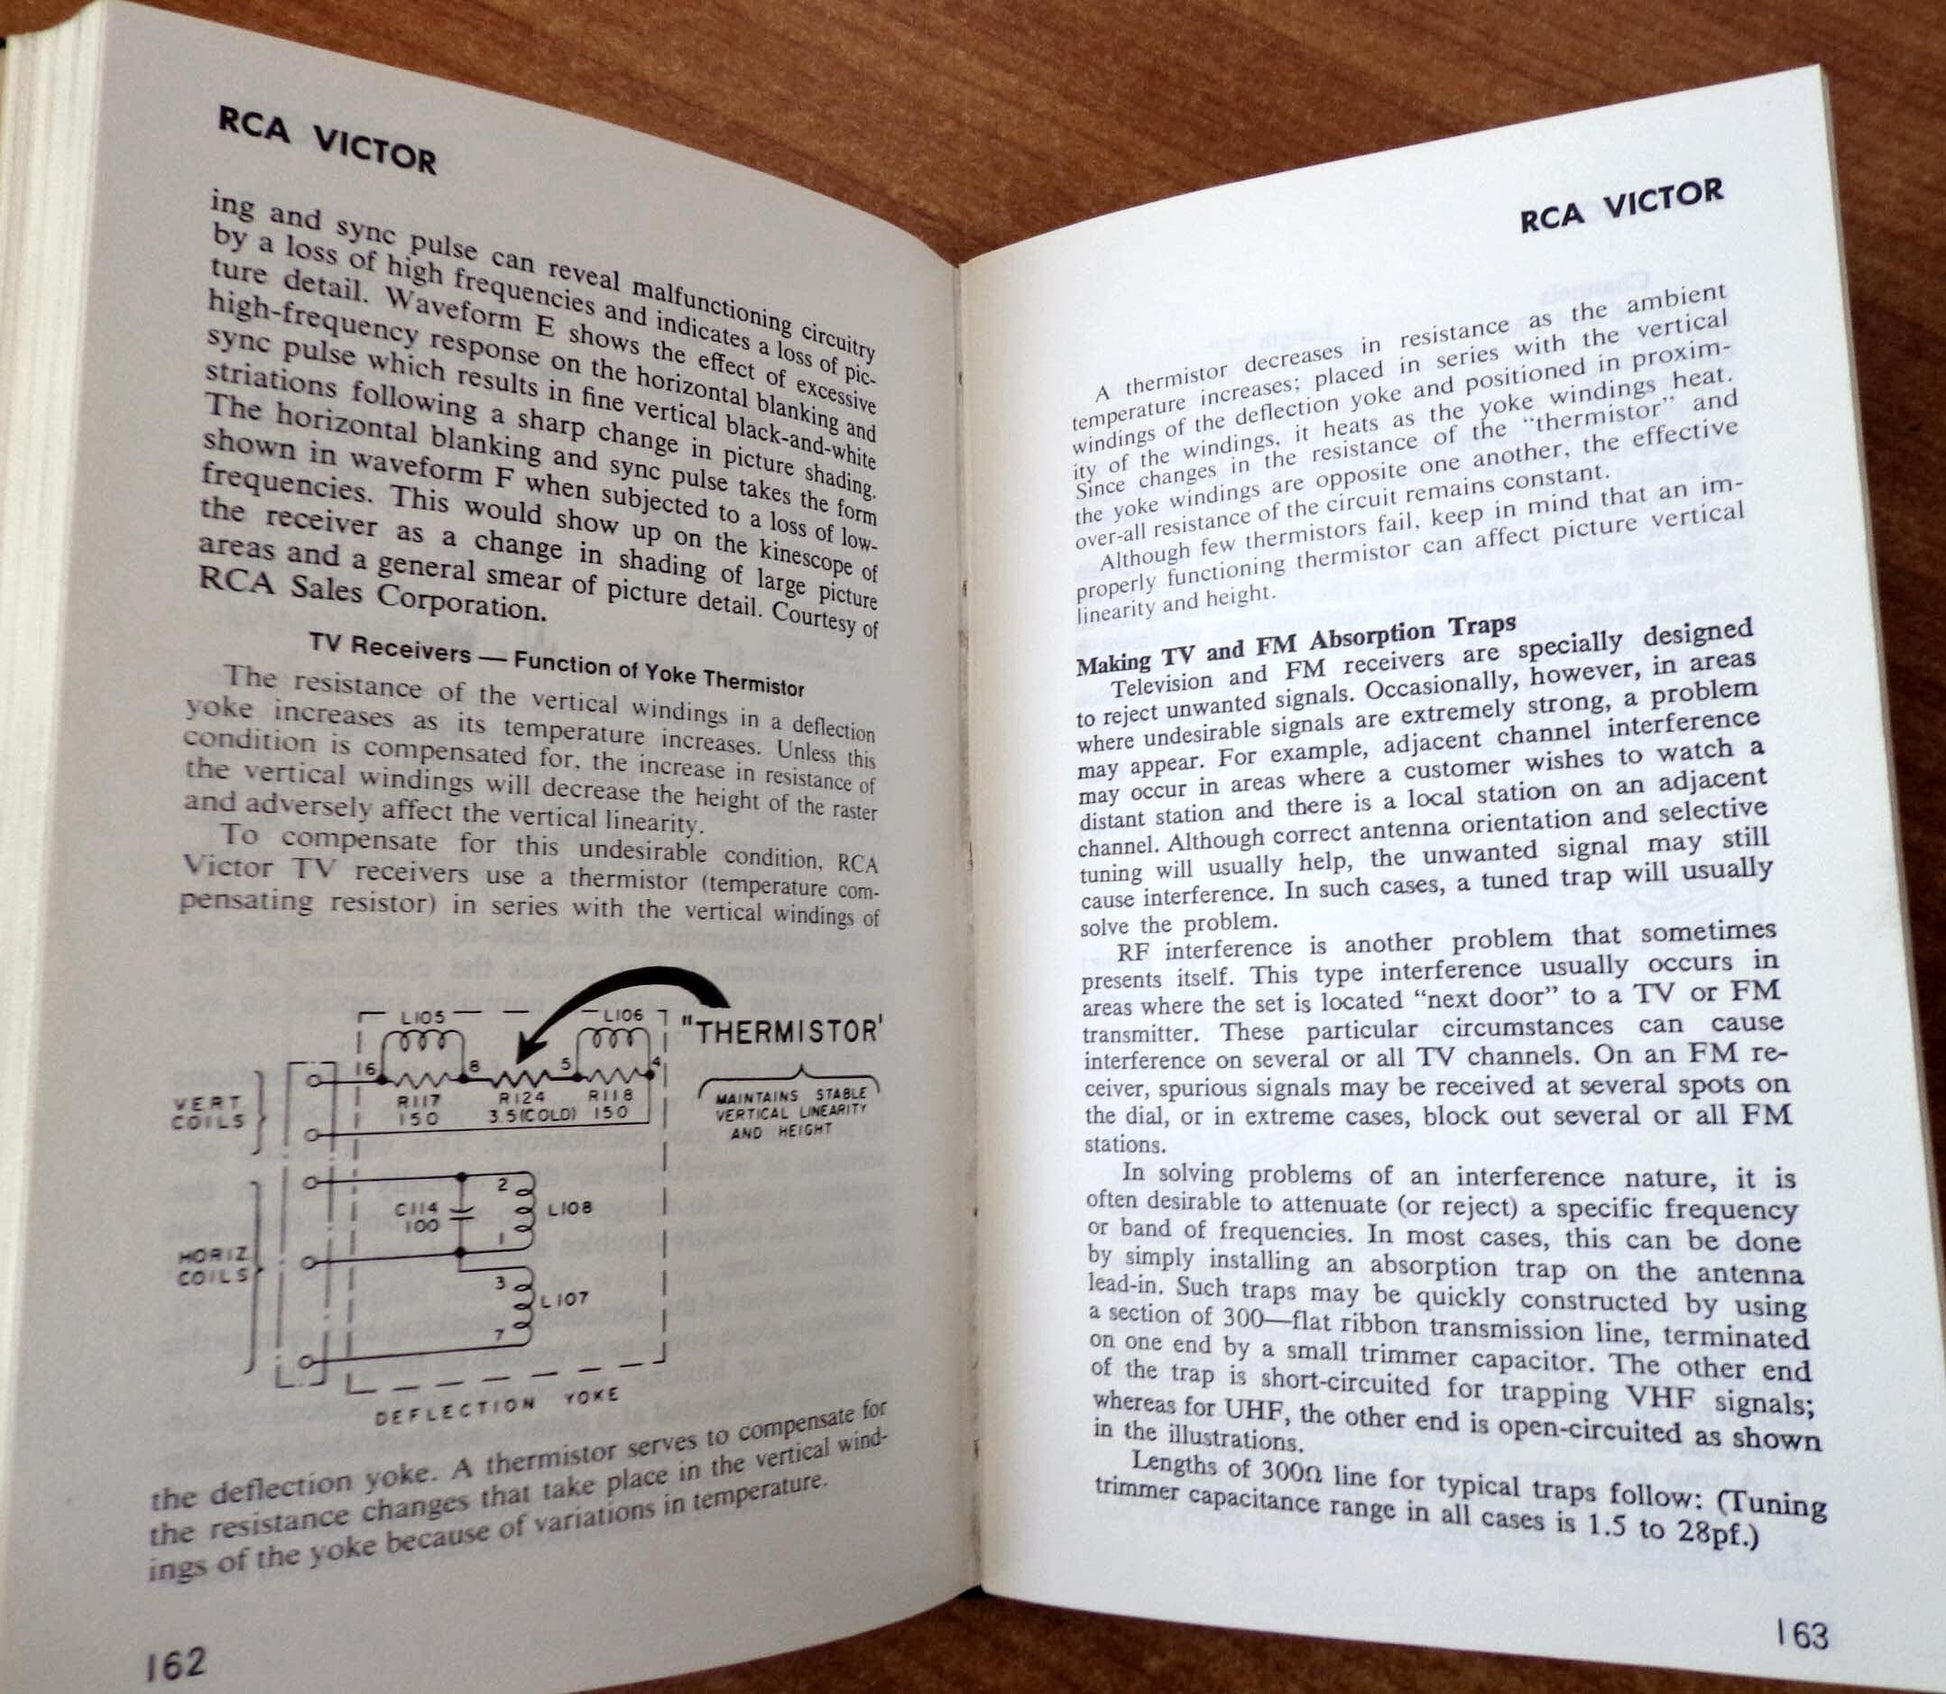 RCA VICTOR
ing and sync pulse can reveal malfunctioning circuitry
by a loss of high frequencies and indicates a loss of pic-
ture detail. Waveform E shows the effect of excessive
high-frequency response on the horizontal blanking and
sync pulse which results in fine vertical black-and-white
striations following a sharp change in picture shading.
The horizontal blanking and sync pulse takes the form
shown in waveform F when subjected to a loss of low-
frequencies. This would show up on the kinescope of
the receiver as a change in shading of large picture
areas and a general smear of picture detail. Courtesy of
RCA Sales Corporation.
TV Receivers — Function of Yoke Thermistor
The resistance of the vertical windings in a deflection
yoke increases as its temperature increases. Unless this
condition is compensated for, the increase in resistance of
the vertical windings will decrease the height of the raster
and adversely affect the vertical linearity.
To compensate for this undesirable condition, RCA
Victor TV receivers use a thermistor (temperature com-
pensating resistor) in series with the vertical windings of
L105
L106
"THERMISTOR'
16
8
5
4
VERT
COILS
R117
150
R124
3.5(COLD)
R118
150
MAINTAINS STABLE
VERTICAL LINEARITY
AND HEIGHT
HORIZ
COILS
C114
100
2
L108
1
3
L107
7
DEFLECTION YOKE
the deflection yoke. A thermistor serves to compensate for
the resistance changes that take place in the vertical wind-
ings of the yoke because of variations in temperature.
162
RCA VICTOR
A thermistor decreases in resistance as the ambient
temperature increases; placed in series with the vertical
windings of the deflection yoke and positioned in proxim-
ity of the windings, it heats as the yoke windings heat.
Since changes in the resistance of the "thermistor" and
the yoke windings are opposite one another, the effective
over-all resistance of the circuit remains constant.
Although few thermistors fail, keep in mind that an im-
properly functioning thermistor can affect picture vertical
linearity and height.
Making TV and FM Absorption Traps
Television and FM receivers are specially designed
to reject unwanted signals. Occasionally, however, in areas
where undesirable signals are extremely strong, a problem
may appear. For example, adjacent channel interference
may occur in areas where a customer wishes to watch a
distant station and there is a local station on an adjacent
channel. Although correct antenna orientation and selective
tuning will usually help, the unwanted signal may still
cause interference. In such cases, a tuned trap will usually
solve the problem.
RF interference is another problem that sometimes
presents itself. This type interference usually occurs in
areas where the set is located "next door" to a TV or FM
transmitter. These particular circumstances can cause
interference on several or all TV channels. On an FM re-
ceiver, spurious signals may be received at several spots on
the dial, or in extreme cases, block out several or all FM
stations.
In solving problems of an interference nature, it is
often desirable to attenuate (or reject) a specific frequency
or band of frequencies. In most cases, this can be done
by simply installing an absorption trap on the antenna
lead-in. Such traps may be quickly constructed by using
a section of 300—flat ribbon transmission line, terminated
on one end by a small trimmer capacitor. The other end
of the trap is short-circuited for trapping VHF signals;
whereas for UHF, the other end is open-circuited as shown
in the illustrations.
Lengths of 300Ω line for typical traps follow: (Tuning
trimmer capacitance range in all cases is 1.5 to 28pf.)
163